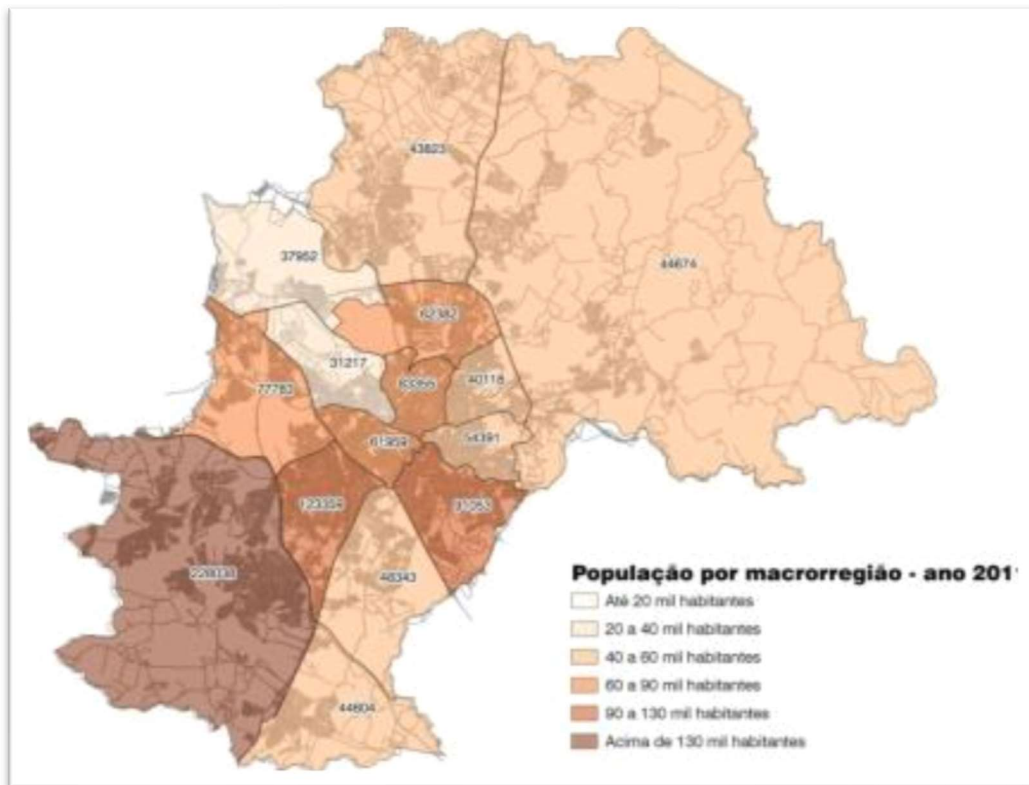 43823
37952
44674
62382
31217
40118
77783
61959
54391
48343
44604
População por macrorregião - ano 201
Até 20 mil habitantes
20 a 40 mil habitantes
40 a 60 mil habitantes
60 a 90 mil habitantes
90 a 130 mil habitantes
Acima de 130 mil habitantes